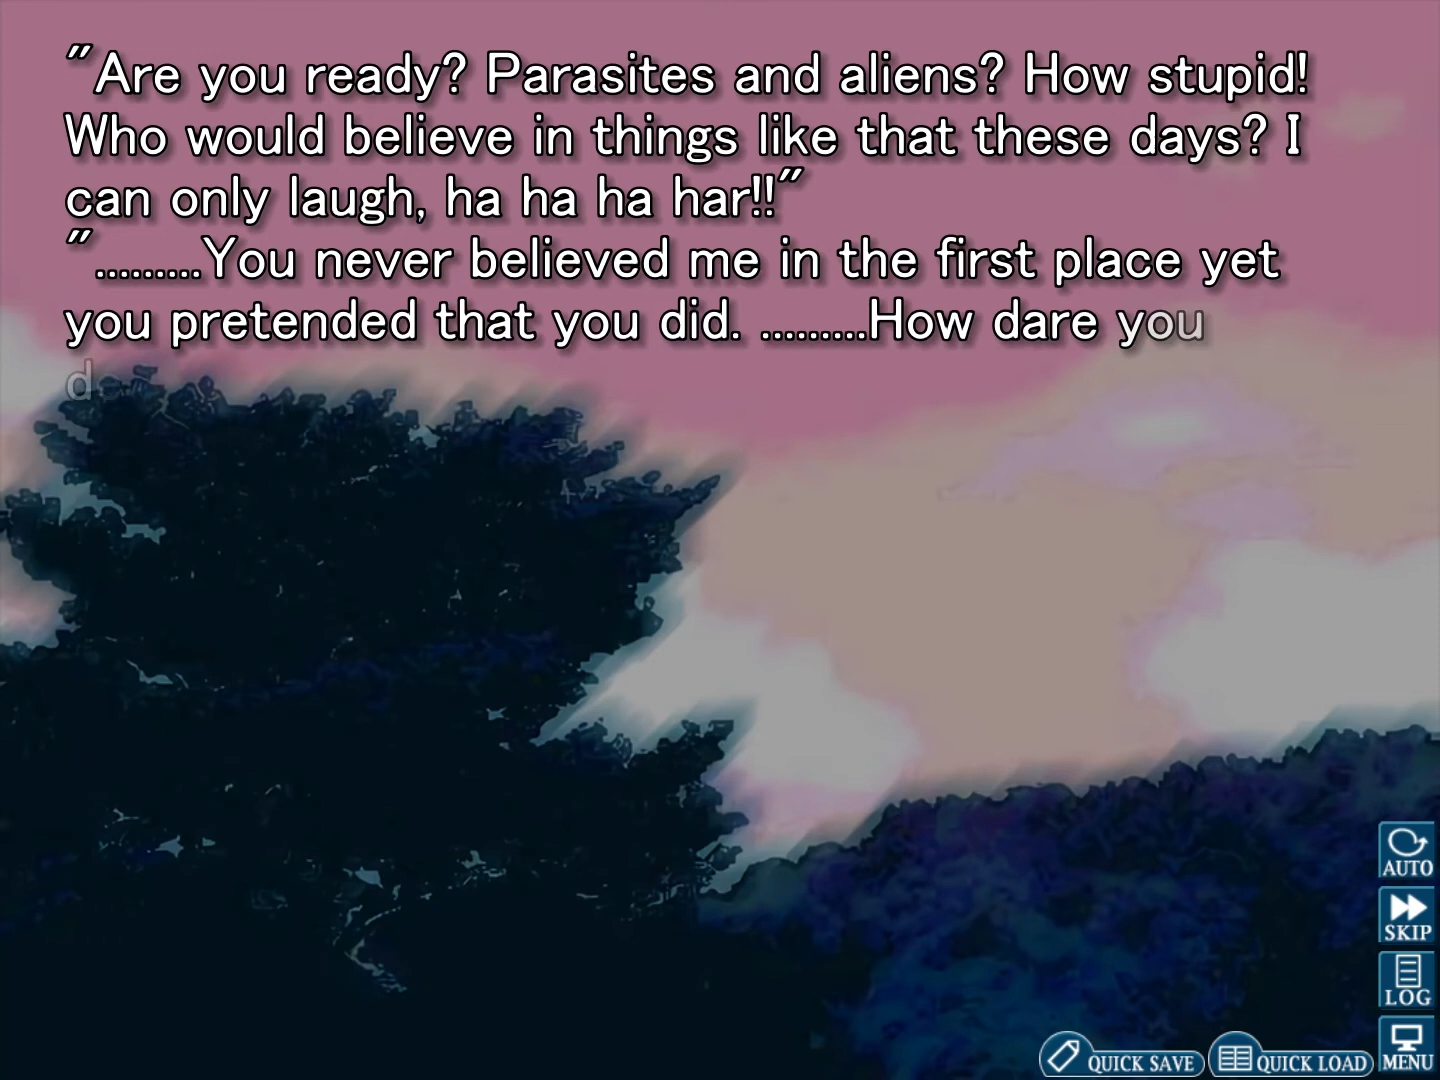 "Are you ready? Parasites and aliens? How stupid!
Who would believe in things like that these days? I
can only laugh, ha ha ha har!!"
".........You never believed me in the first place yet
you pretended that you did. .........How dare you
AUTO
SKIP
LOG
MENU
QUICK SAVE
QUICK LOAD